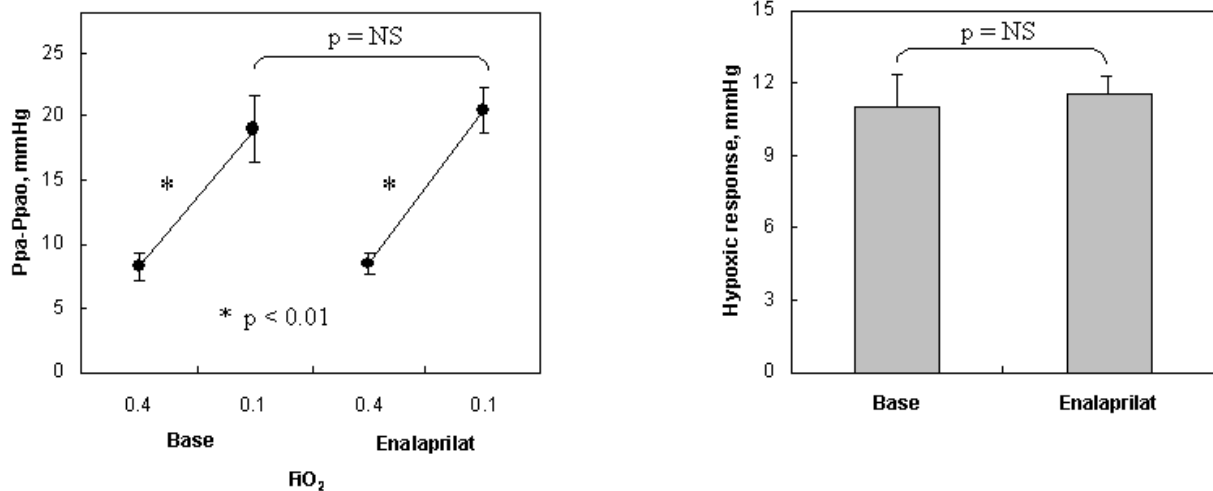 p = NS
25
20
15
10
5
0
Ppa-Ppao, mmHg
*
*
* p < 0.01
0.4
0.1
0.4
0.1
Base
Enalaprilat
FiO₂
15
12
9
6
3
0
Hypoxic response, mmHg
p = NS
Base
Enalaprilat